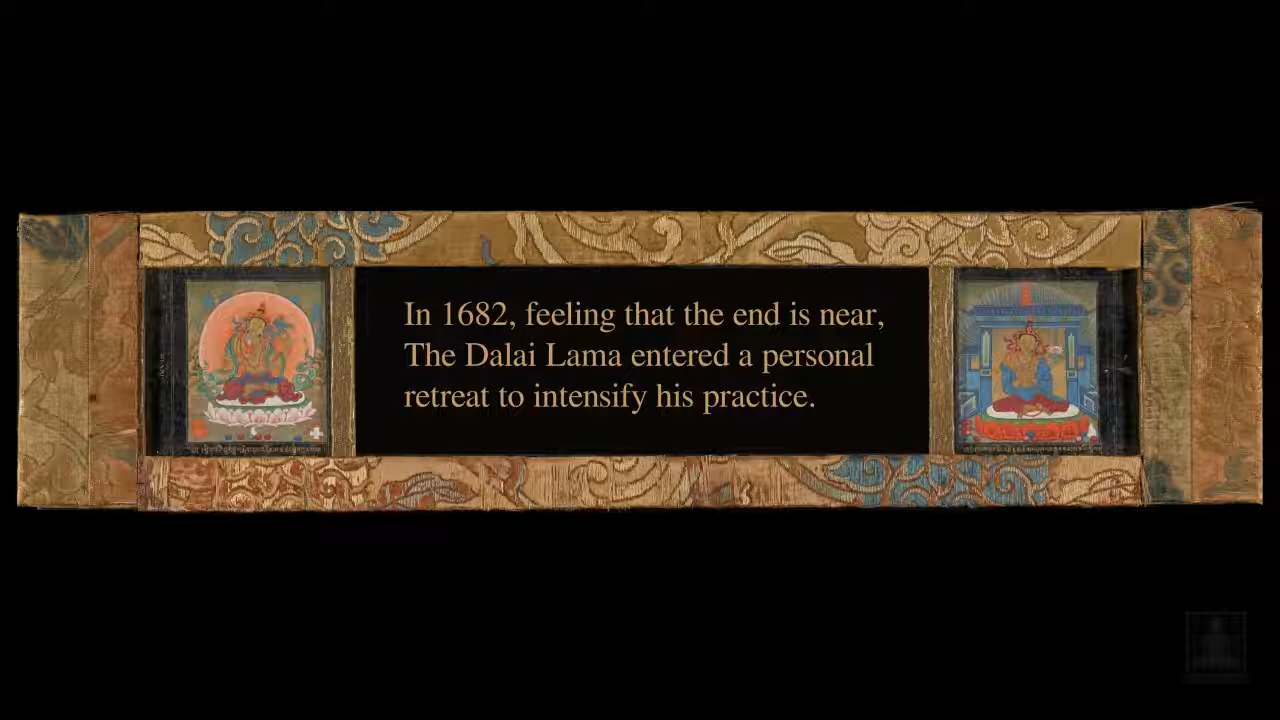 In 1682, feeling that the end is near,
The Dalai Lama entered a personal
retreat to intensify his practice.